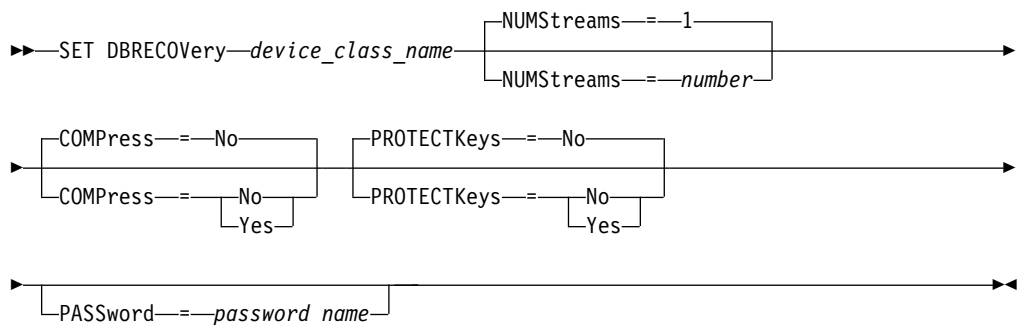 NUMStreams = 1
SET DBRECOVery device_class_name
NUMStreams = number
COMPress = No PROTECTKeys = No
COMPress = No PROTECTKeys = No
Yes Yes
PASSword = password name